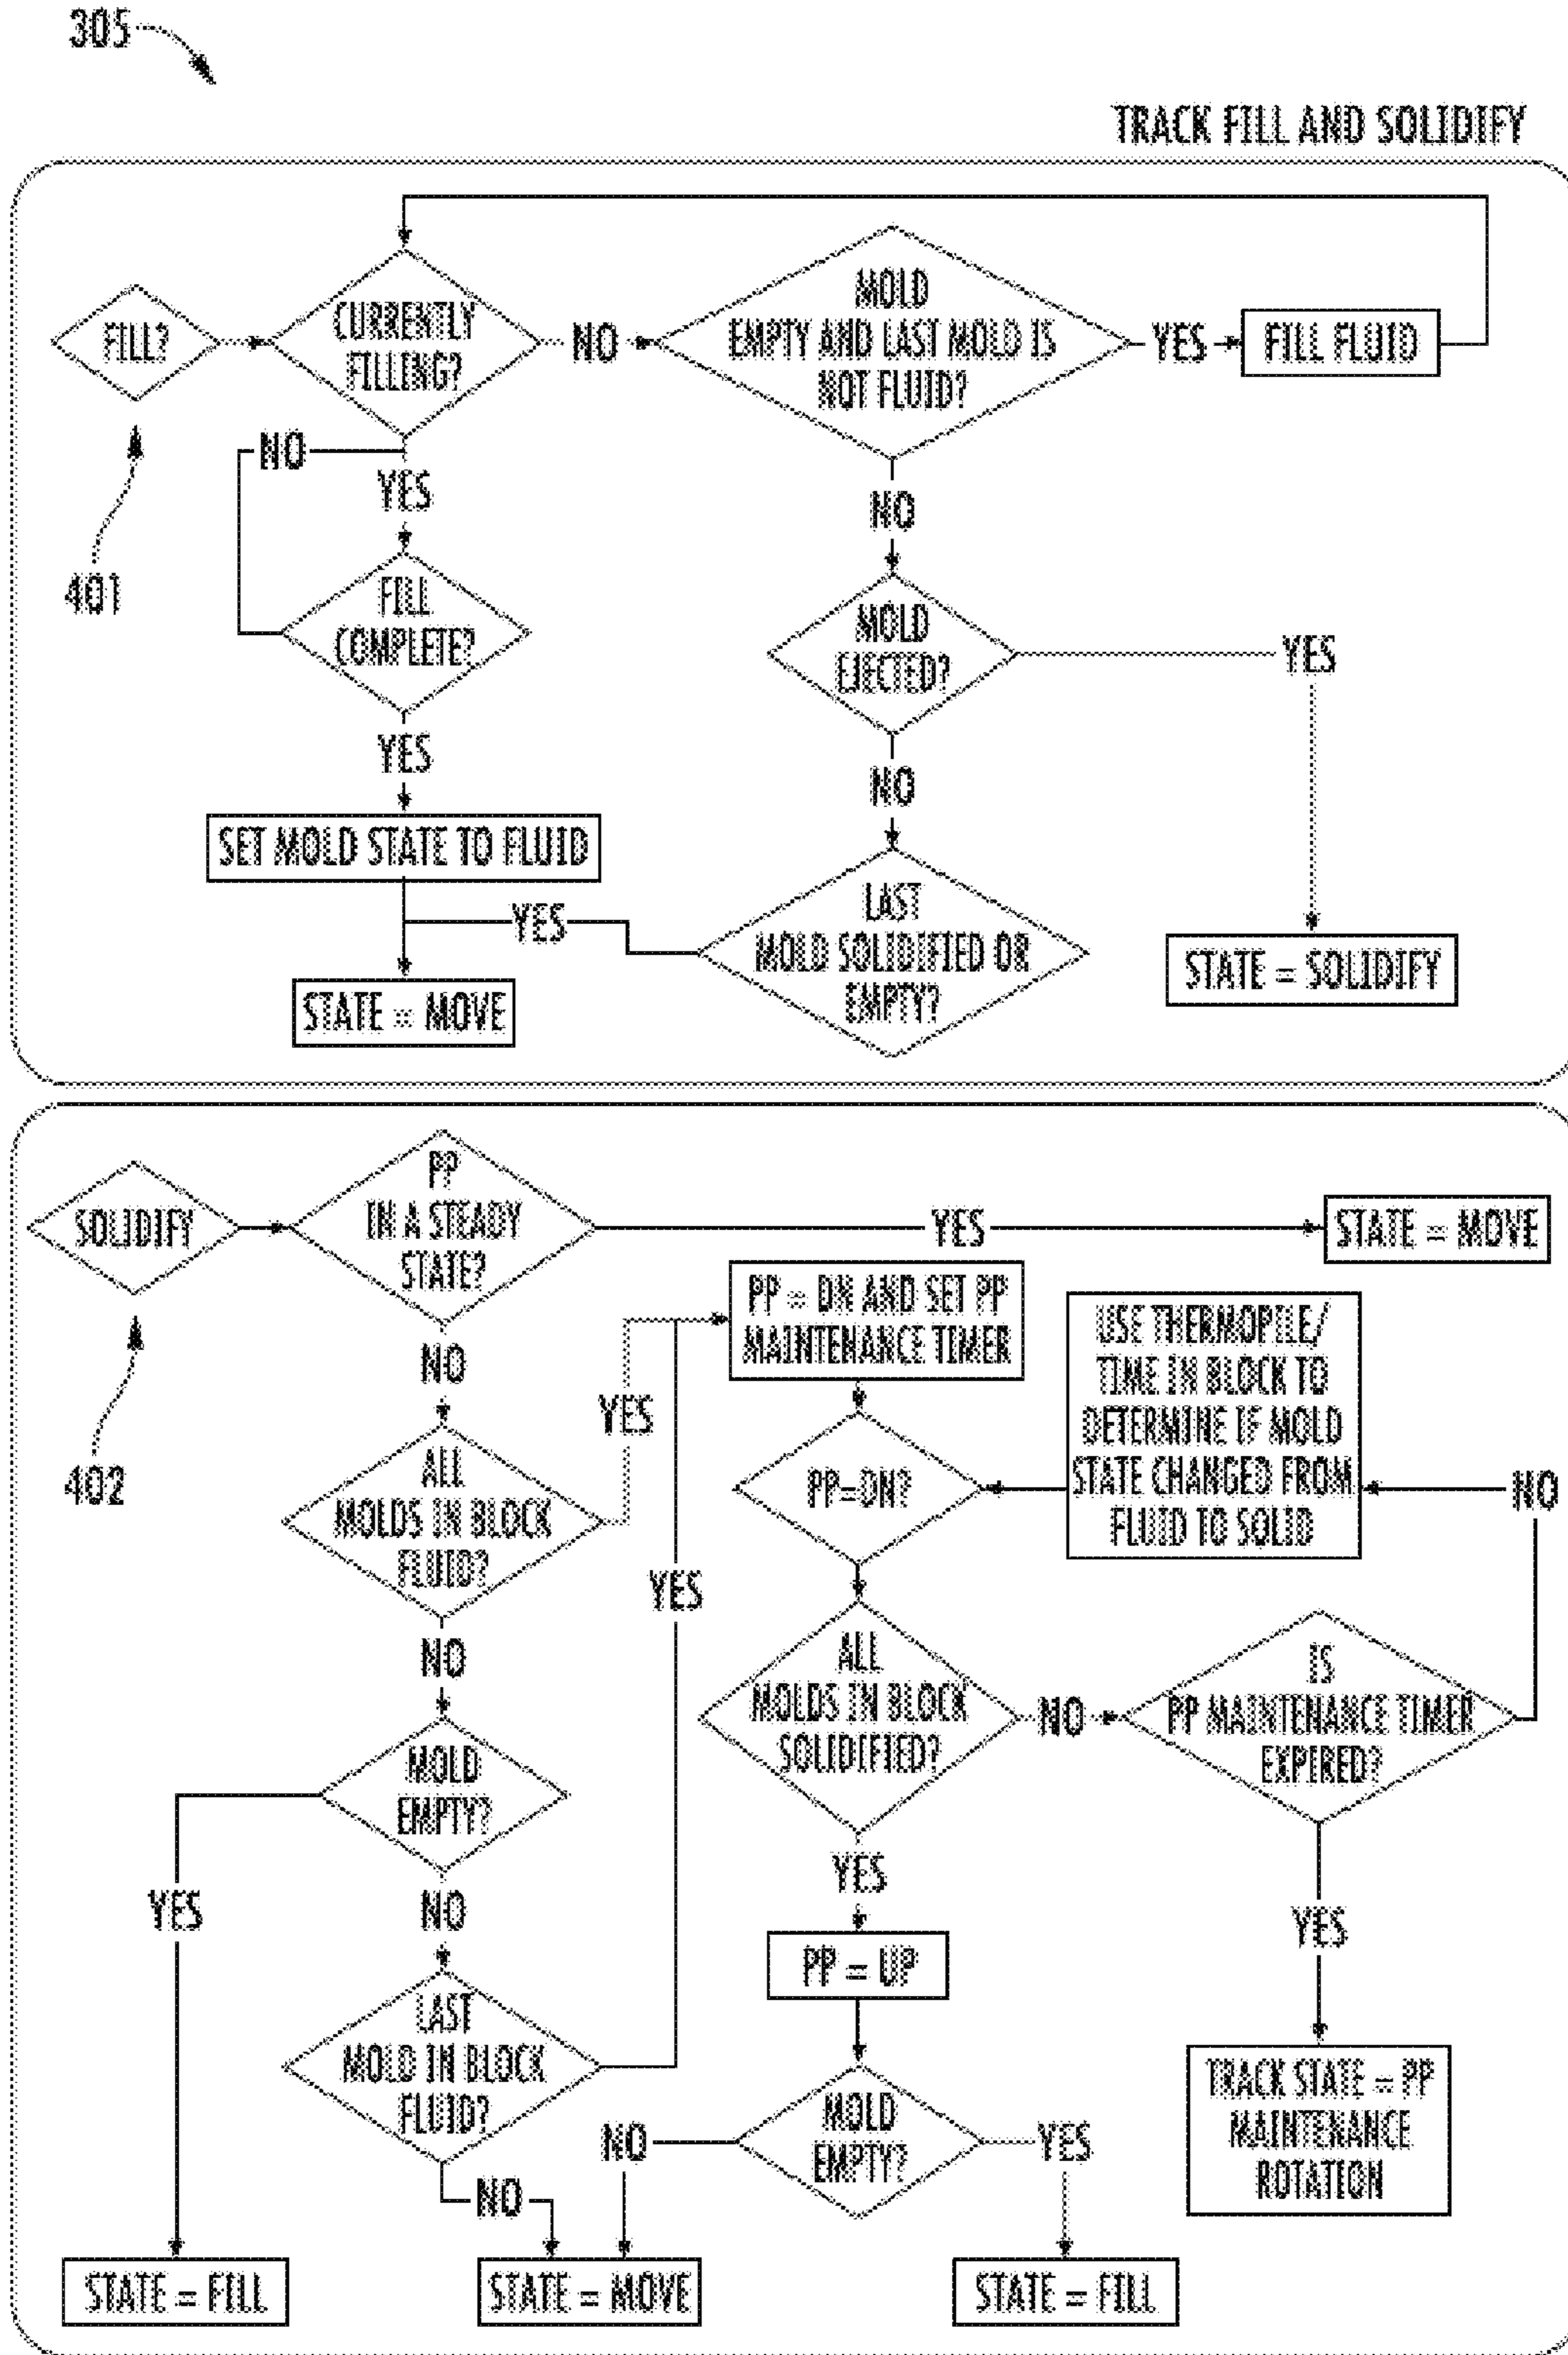 305
TRACK FILL AND SOLIDIFY
FILL?
CURRENTLY
FILLING?
NO
MOLD
EMPTY AND LAST MOLD IS
NOT FLUID?
YES
FILL FLUID
NO
YES
NO
401
FILL
COMPLETE?
MOLD
EJECTED?
YES
YES
NO
SET MOLD STATE TO FLUID
YES
LAST
MOLD SOLIDIFIED OR
EMPTY?
STATE = SOLIDIFY
STATE = MOVE
SOLIDIFY
PP
IN A STEADY
STATE?
YES
STATE = MOVE
402
NO
PP = DN AND SET PP
MAINTENANCE TIMER
USE THERMOPILE/
TIME IN BLOCK TO
DETERMINE IF MOLD
STATE CHANGED FROM
FLUID TO SOLID
YES
ALL
MOLDS IN BLOCK
FLUID?
PP=DN?
NO
YES
NO
ALL
MOLDS IN BLOCK
SOLIDIFIED?
NO
IS
PP MAINTENANCE TIMER
EXPIRED?
MOLD
EMPTY?
YES
NO
YES
YES
PP = UP
LAST
MOLD IN BLOCK
FLUID?
TRACK STATE = PP
MAINTENANCE
ROTATION
NO
NO
MOLD
EMPTY?
YES
STATE = FILL
STATE = MOVE
STATE = FILL